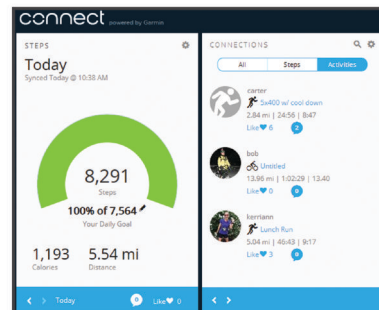 connect powered by Garmin
STEPS
Today
Synced Today @ 10:38 AM
8,291
Steps
100% of 7,564
Your Daily Goal
1,193
Calories
5.54 mi
Distance
< > Today 0 Like 0
CONNECTIONS
All Steps Activities
carter
5x400 w/ cool down
2.84 mi | 24:56 | 8:47
Like 6 2
bob
Untitled
13.96 mi | 1:02:29 | 13.40
Like 0 0
kerriann
Lunch Run
5.04 mi | 46:43 | 9:17
Like 3 0
< >